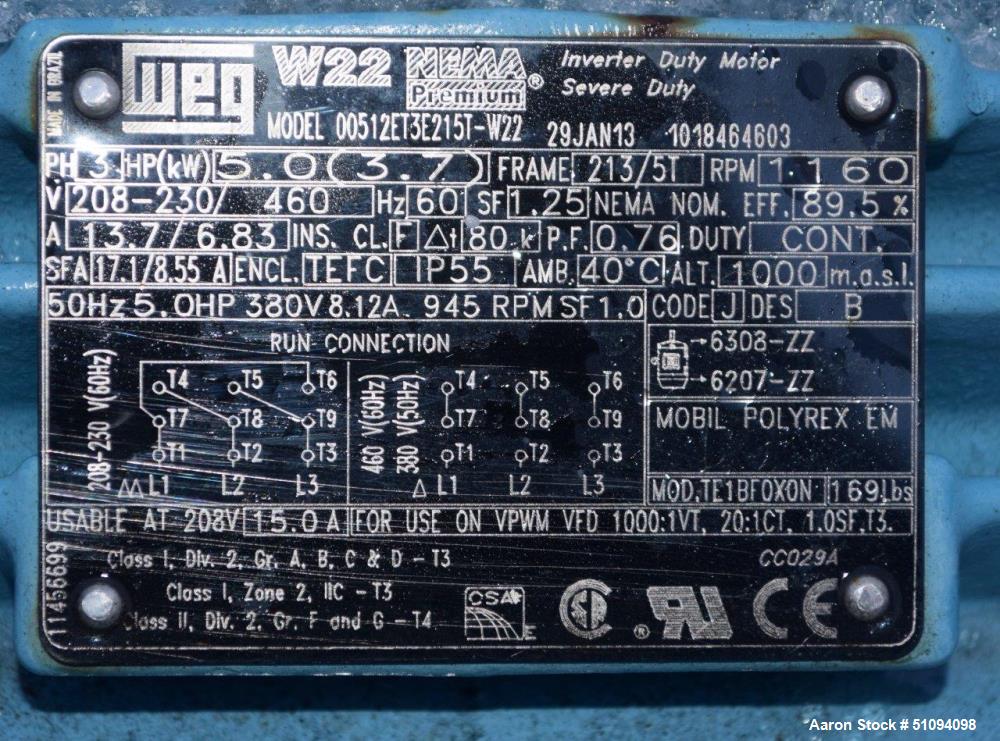 MADE IN BRAZIL
WEG W22 NEMA Premium® Inverter Duty Motor
Severe Duty
MODEL 00512ET3E215T-W22 29JAN13 1018464603
PH 3 HP(kW) 5.0(3.7) FRAME 213/5T RPM 1160
V 208-230/ 460 Hz 60 SF 1.25 NEMA NOM. EFF. 89.5 %
A 13.7/6.83 INS. CL. F Δt 80 k P.F. 0.76 DUTY CONT.
SFA 17.1/8.55 A ENCL. TEFC IP55 AMB. 40°C ALT. 1000 m.a.s.l.
50Hz 5.0HP 380V 8.12A 945 RPM SF 1.0 CODE J DES B
RUN CONNECTION
208-230 V(60Hz)
T4 T5 T6
T7 T8 T9
T1 T2 T3
ΔΔ L1 L2 L3
460 V(60Hz)
380 V(50Hz)
T4 T5 T6
T7 T8 T9
T1 T2 T3
Δ L1 L2 L3
6308-ZZ
6207-ZZ
MOBIL POLYREX EM
MOD.TE1BF0X0N 169Lbs
USABLE AT 208V 15.0 A FOR USE ON VPWM VFD 1000:1VT, 20:1CT, 1.0SF,T3.
11456699
Class I, Div. 2, Gr. A, B, C & D - T3 CC029A
Class I, Zone 2, IIC - T3
Class II, Div. 2, Gr. F and G - T4
CSA E
®
CE
Aaron Stock # 51094098